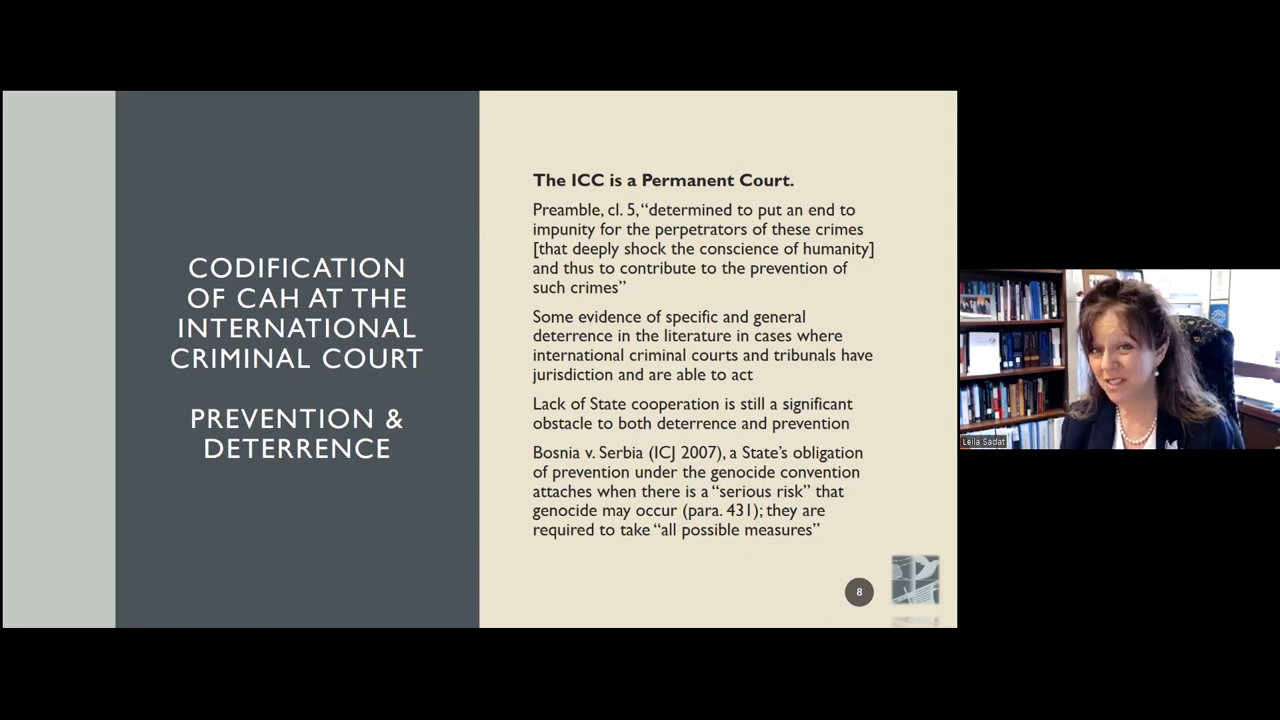 CODIFICATION
OF CAH AT THE
INTERNATIONAL
CRIMINAL COURT
PREVENTION &
DETERRENCE
The ICC is a Permanent Court.
Preamble, cl. 5, “determined to put an end to
impunity for the perpetrators of these crimes
[that deeply shock the conscience of humanity]
and thus to contribute to the prevention of
such crimes”
Some evidence of specific and general
deterrence in the literature in cases where
international criminal courts and tribunals have
jurisdiction and are able to act
Lack of State cooperation is still a significant
obstacle to both deterrence and prevention
Bosnia v. Serbia (ICJ 2007), a State’s obligation
of prevention under the genocide convention
attaches when there is a “serious risk” that
genocide may occur (para. 431); they are
required to take “all possible measures”
8
Leila Sadat